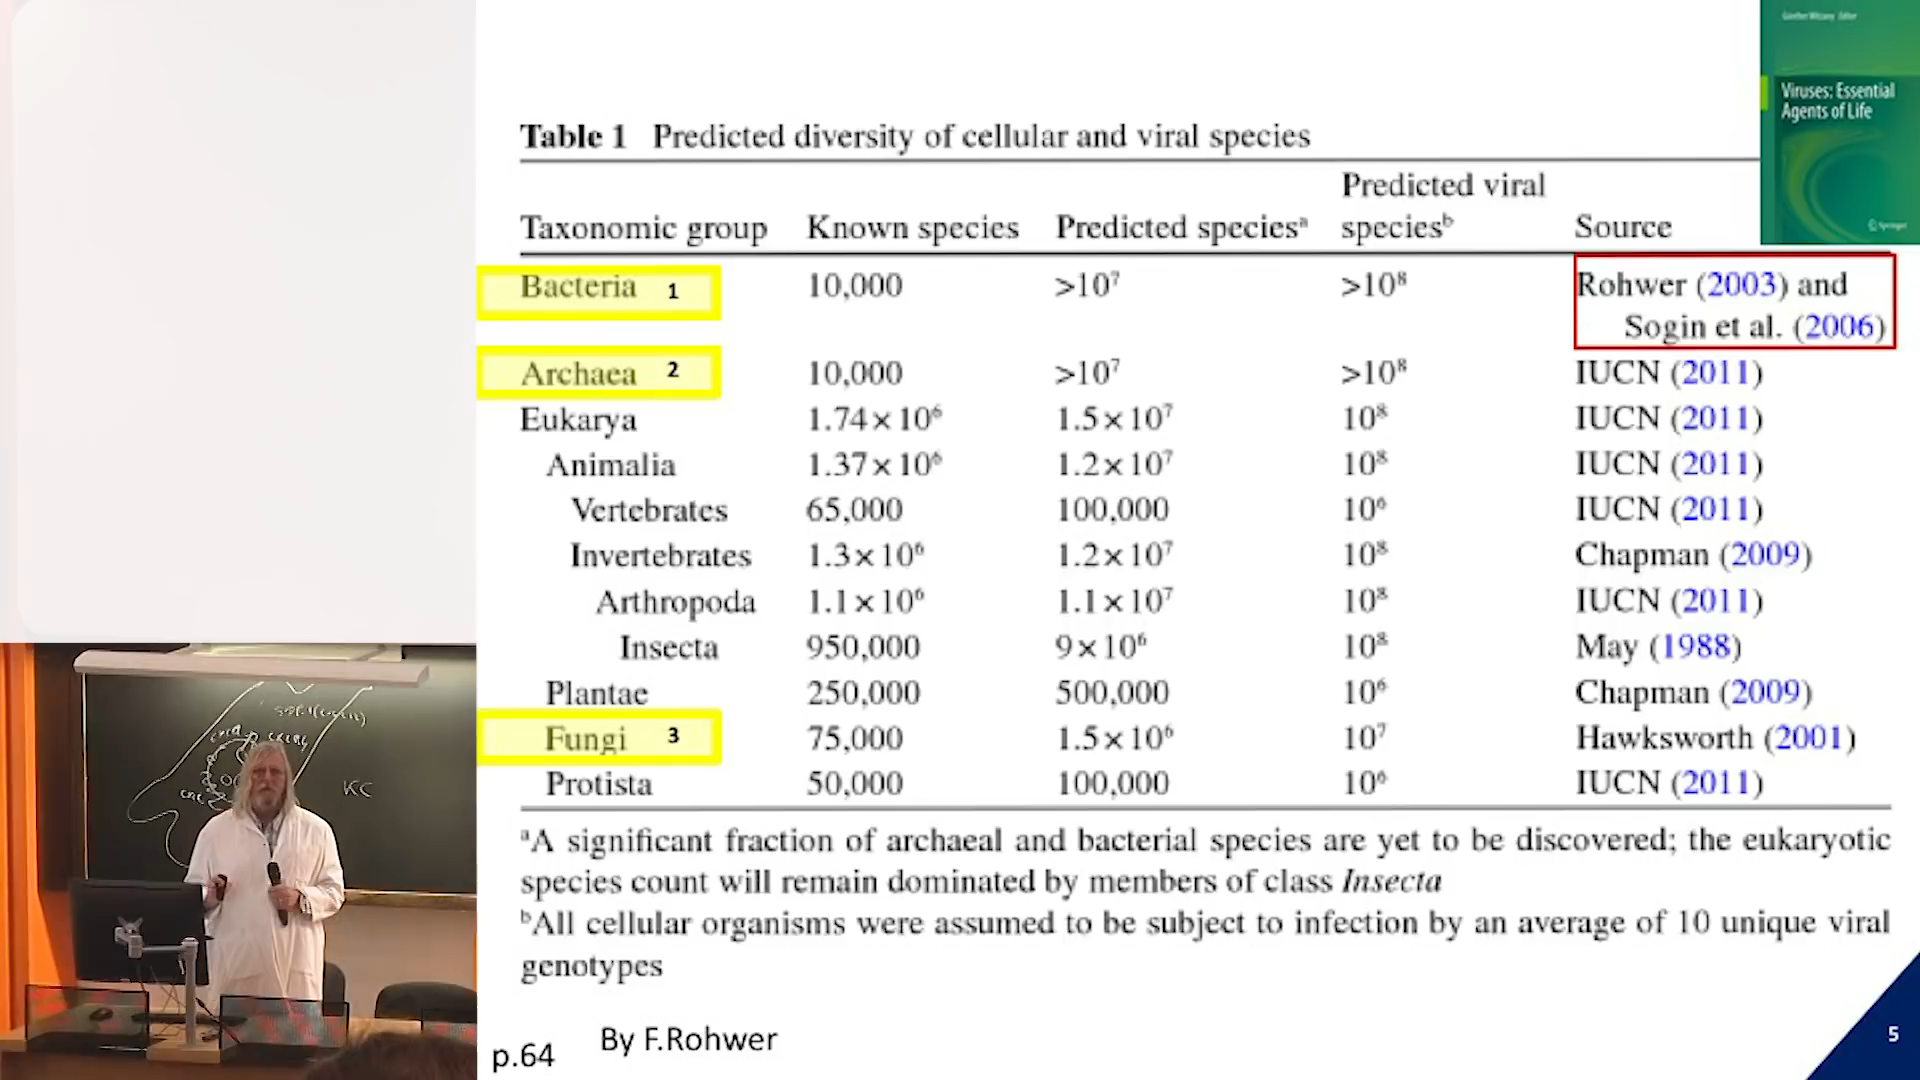 Günther Witzany Editor
Viruses: Essential
Agents of Life
Springer
Table 1 Predicted diversity of cellular and viral species
Taxonomic group Known species Predicted speciesᵃ Predicted viral speciesᵇ Source
Bacteria 1 10,000 >10⁷ >10⁸ Rohwer (2003) and
Sogin et al. (2006)
Archaea 2 10,000 >10⁷ >10⁸ IUCN (2011)
Eukarya 1.74×10⁶ 1.5×10⁷ 10⁸ IUCN (2011)
Animalia 1.37×10⁶ 1.2×10⁷ 10⁸ IUCN (2011)
Vertebrates 65,000 100,000 10⁶ IUCN (2011)
Invertebrates 1.3×10⁶ 1.2×10⁷ 10⁸ Chapman (2009)
Arthropoda 1.1×10⁶ 1.1×10⁷ 10⁸ IUCN (2011)
Insecta 950,000 9×10⁶ 10⁸ May (1988)
Plantae 250,000 500,000 10⁶ Chapman (2009)
Fungi 3 75,000 1.5×10⁶ 10⁷ Hawksworth (2001)
Protista 50,000 100,000 10⁶ IUCN (2011)
ᵃA significant fraction of archaeal and bacterial species are yet to be discovered; the eukaryotic
species count will remain dominated by members of class Insecta
ᵇAll cellular organisms were assumed to be subject to infection by an average of 10 unique viral
genotypes
p.64 By F.Rohwer
5
KC